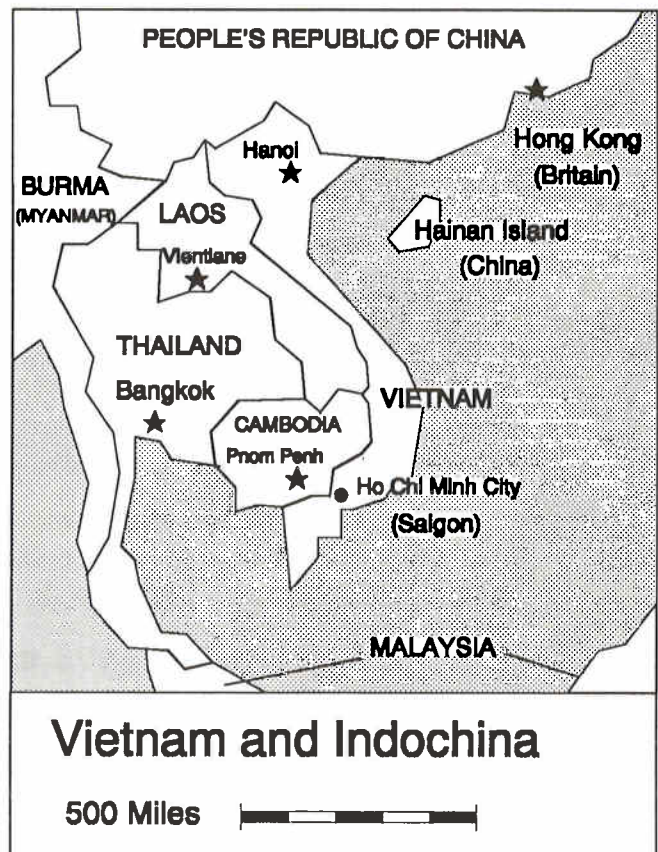 PEOPLE'S REPUBLIC OF CHINA
Hanoi
Hong Kong
(Britain)
BURMA
(MYANMAR)
LAOS
Hainan Island
(China)
Vientiane
THAILAND
Bangkok
VIETNAM
CAMBODIA
Pnom Penh
Ho Chi Minh City
(Saigon)
MALAYSIA
Vietnam and Indochina
500 Miles